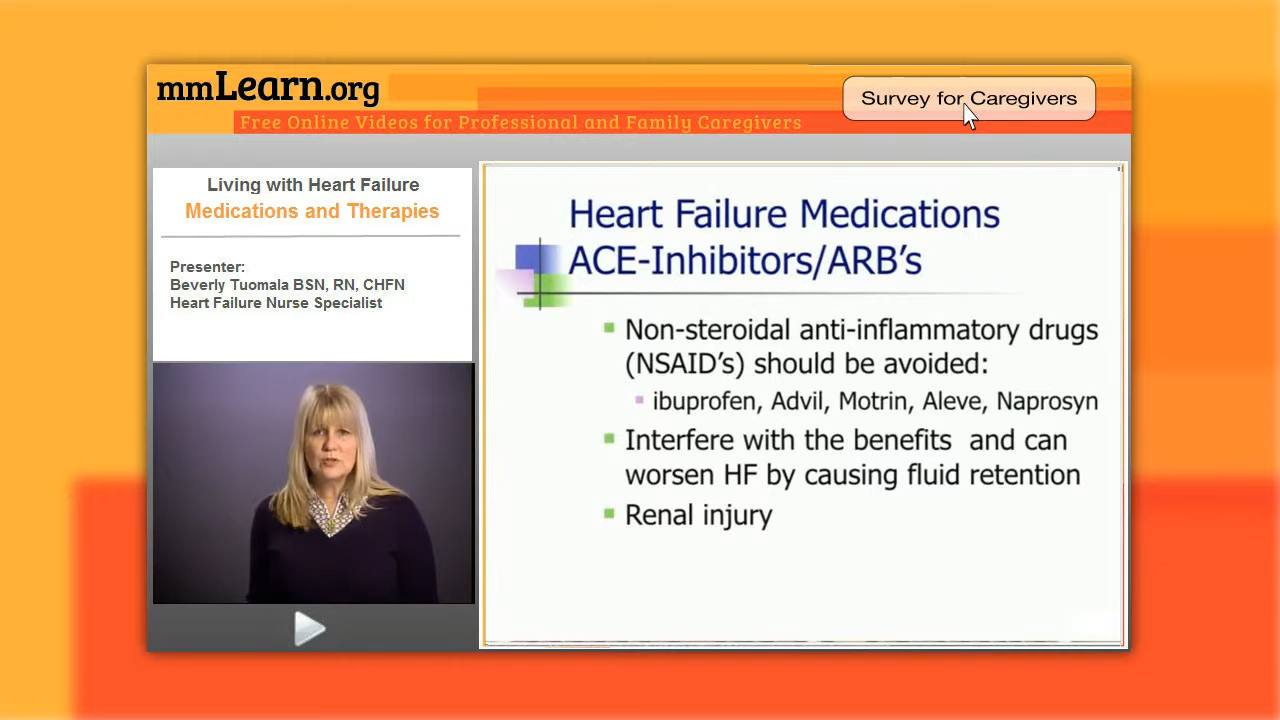 mmLearn.org
Survey for Caregivers
Free Online Videos for Professional and Family Caregivers
Living with Heart Failure
Medications and Therapies
Presenter:
Beverly Tuomala BSN, RN, CHFN
Heart Failure Nurse Specialist
Heart Failure Medications
ACE-Inhibitors/ARB's
Non-steroidal anti-inflammatory drugs
(NSAID's) should be avoided:
ibuprofen, Advil, Motrin, Aleve, Naprosyn
Interfere with the benefits and can
worsen HF by causing fluid retention
Renal injury